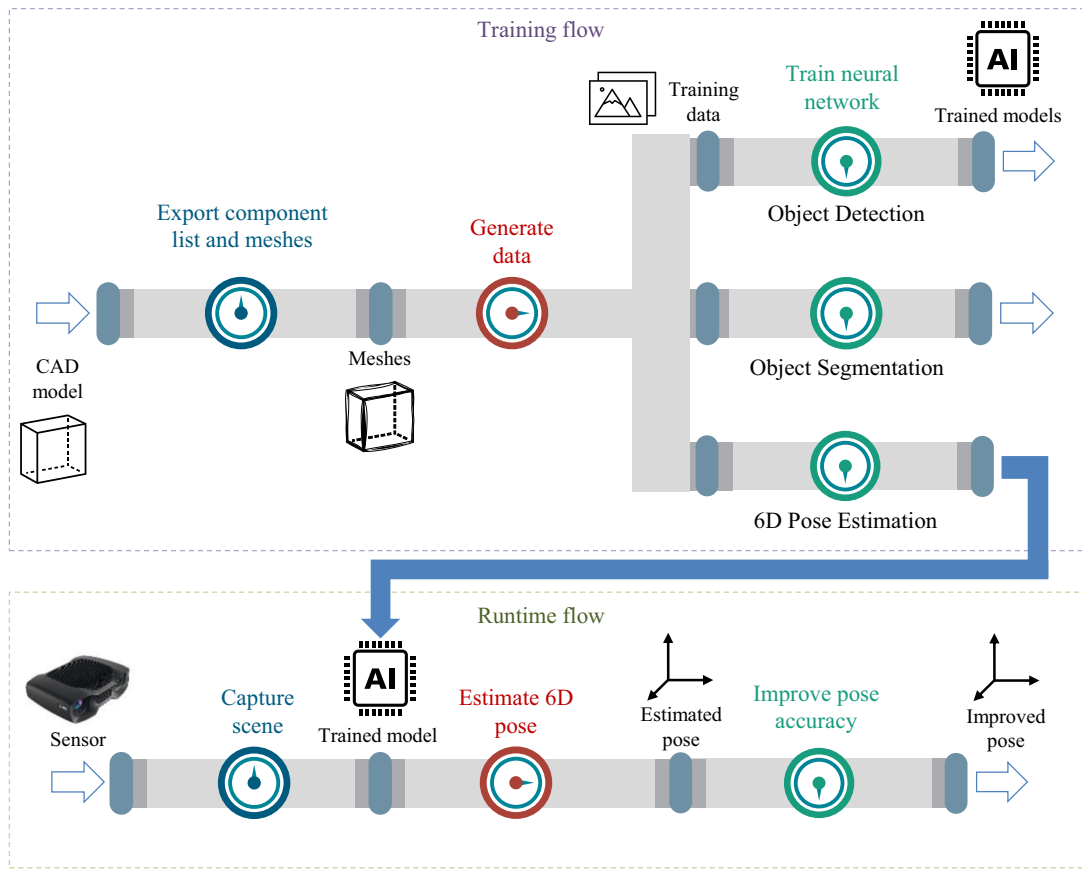 Training flow
AI
Trained models
Training
data
Train neural
network
Object Detection
Export component
list and meshes
Generate
data
CAD
model
Meshes
Object Segmentation
6D Pose Estimation
Runtime flow
Sensor
Capture
scene
AI
Trained model
Estimate 6D
pose
Estimated
pose
Improve pose
accuracy
Improved
pose